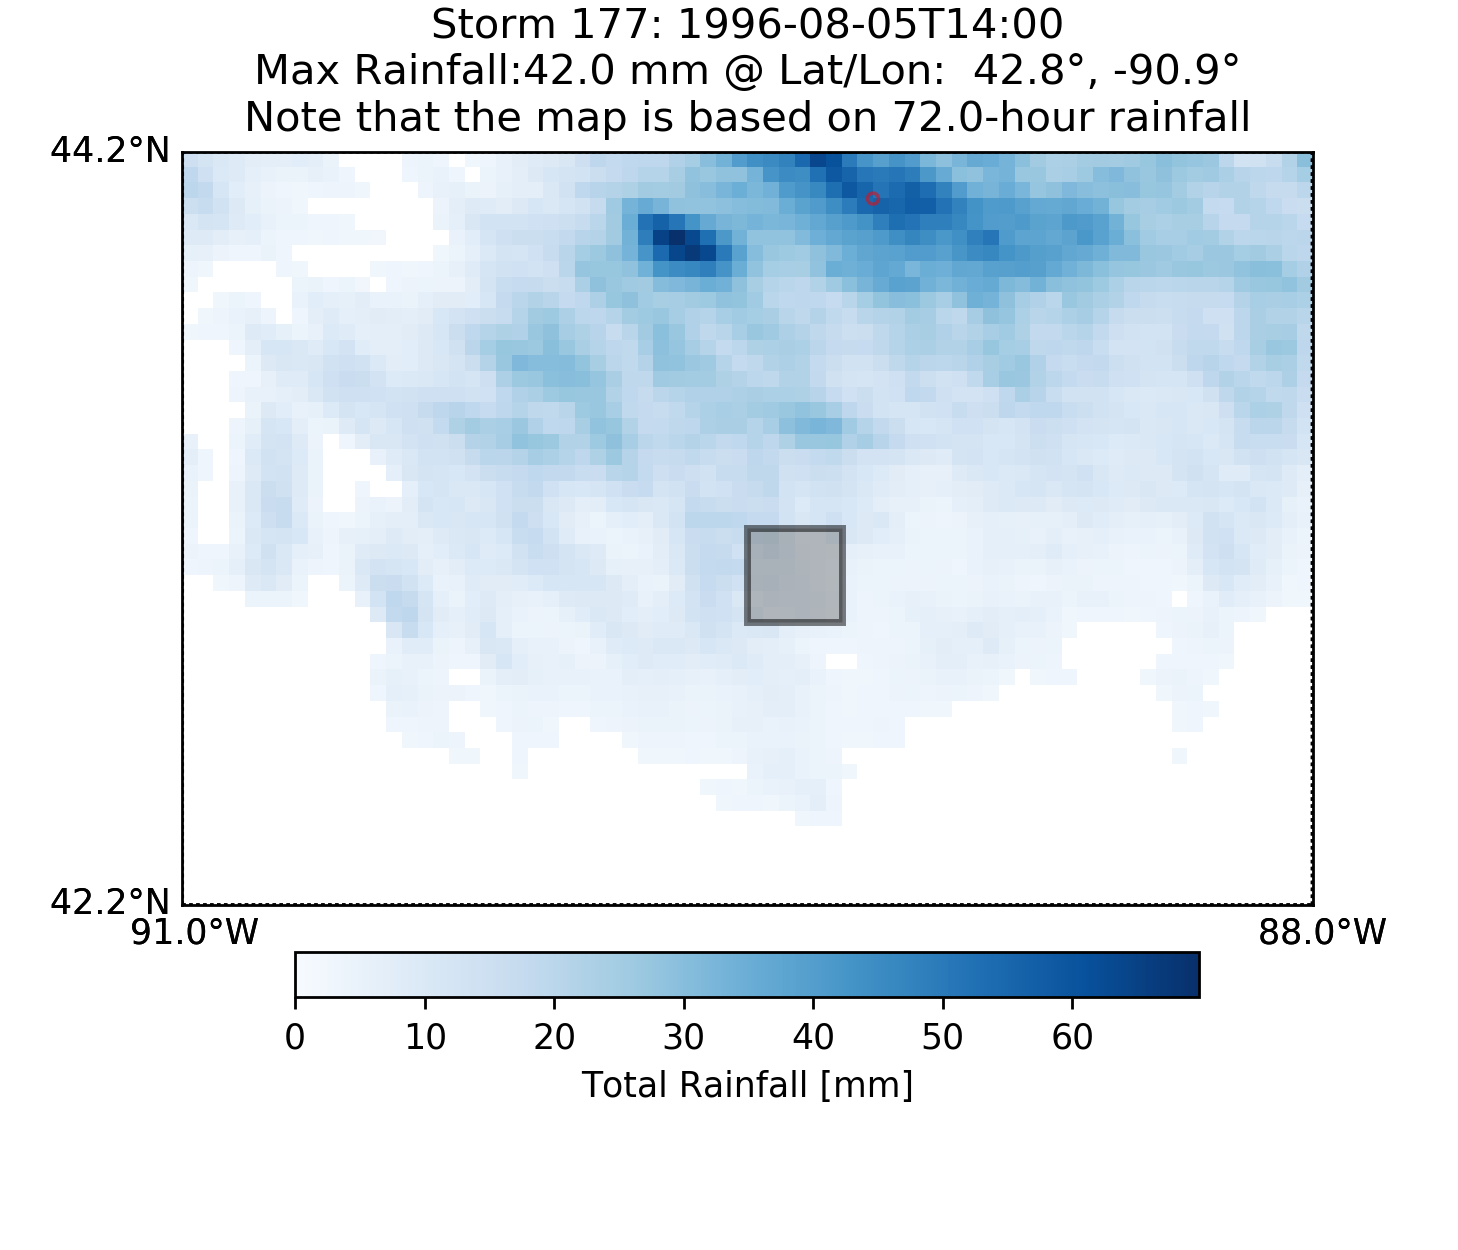 Storm 177: 1996-08-05T14:00
Max Rainfall:42.0 mm @ Lat/Lon:  42.8°, -90.9°
Note that the map is based on 72.0-hour rainfall
44.2°N
42.2°N
91.0°W 88.0°W
0 10 20 30 40 50 60
Total Rainfall [mm]